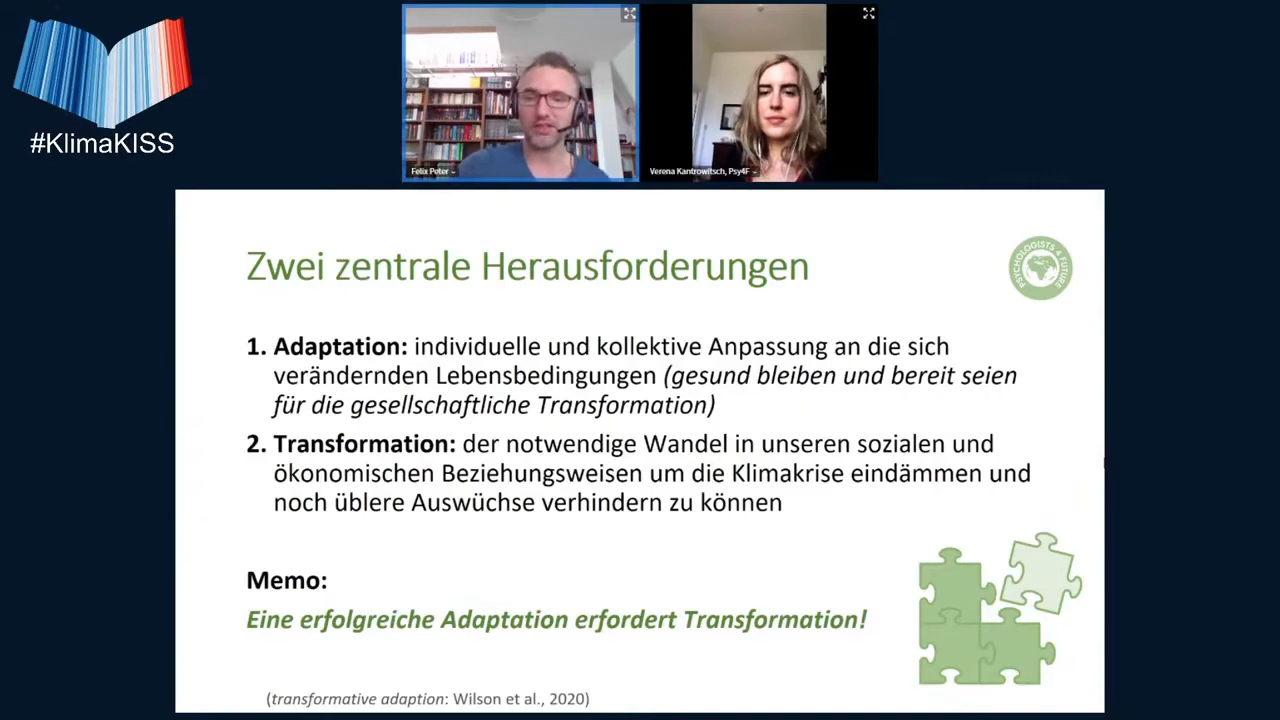 #KlimaKISS
Felix Peter
Verena Kantrowitsch, Psy4F
Zwei zentrale Herausforderungen
PSYCHOLOGISTS 4 FUTURE
1. Adaptation: individuelle und kollektive Anpassung an die sich
verändernden Lebensbedingungen (gesund bleiben und bereit seien
für die gesellschaftliche Transformation)
2. Transformation: der notwendige Wandel in unseren sozialen und
ökonomischen Beziehungsweisen um die Klimakrise eindämmen und
noch üblere Auswüchse verhindern zu können
Memo:
Eine erfolgreiche Adaptation erfordert Transformation!
(transformative adaption: Wilson et al., 2020)